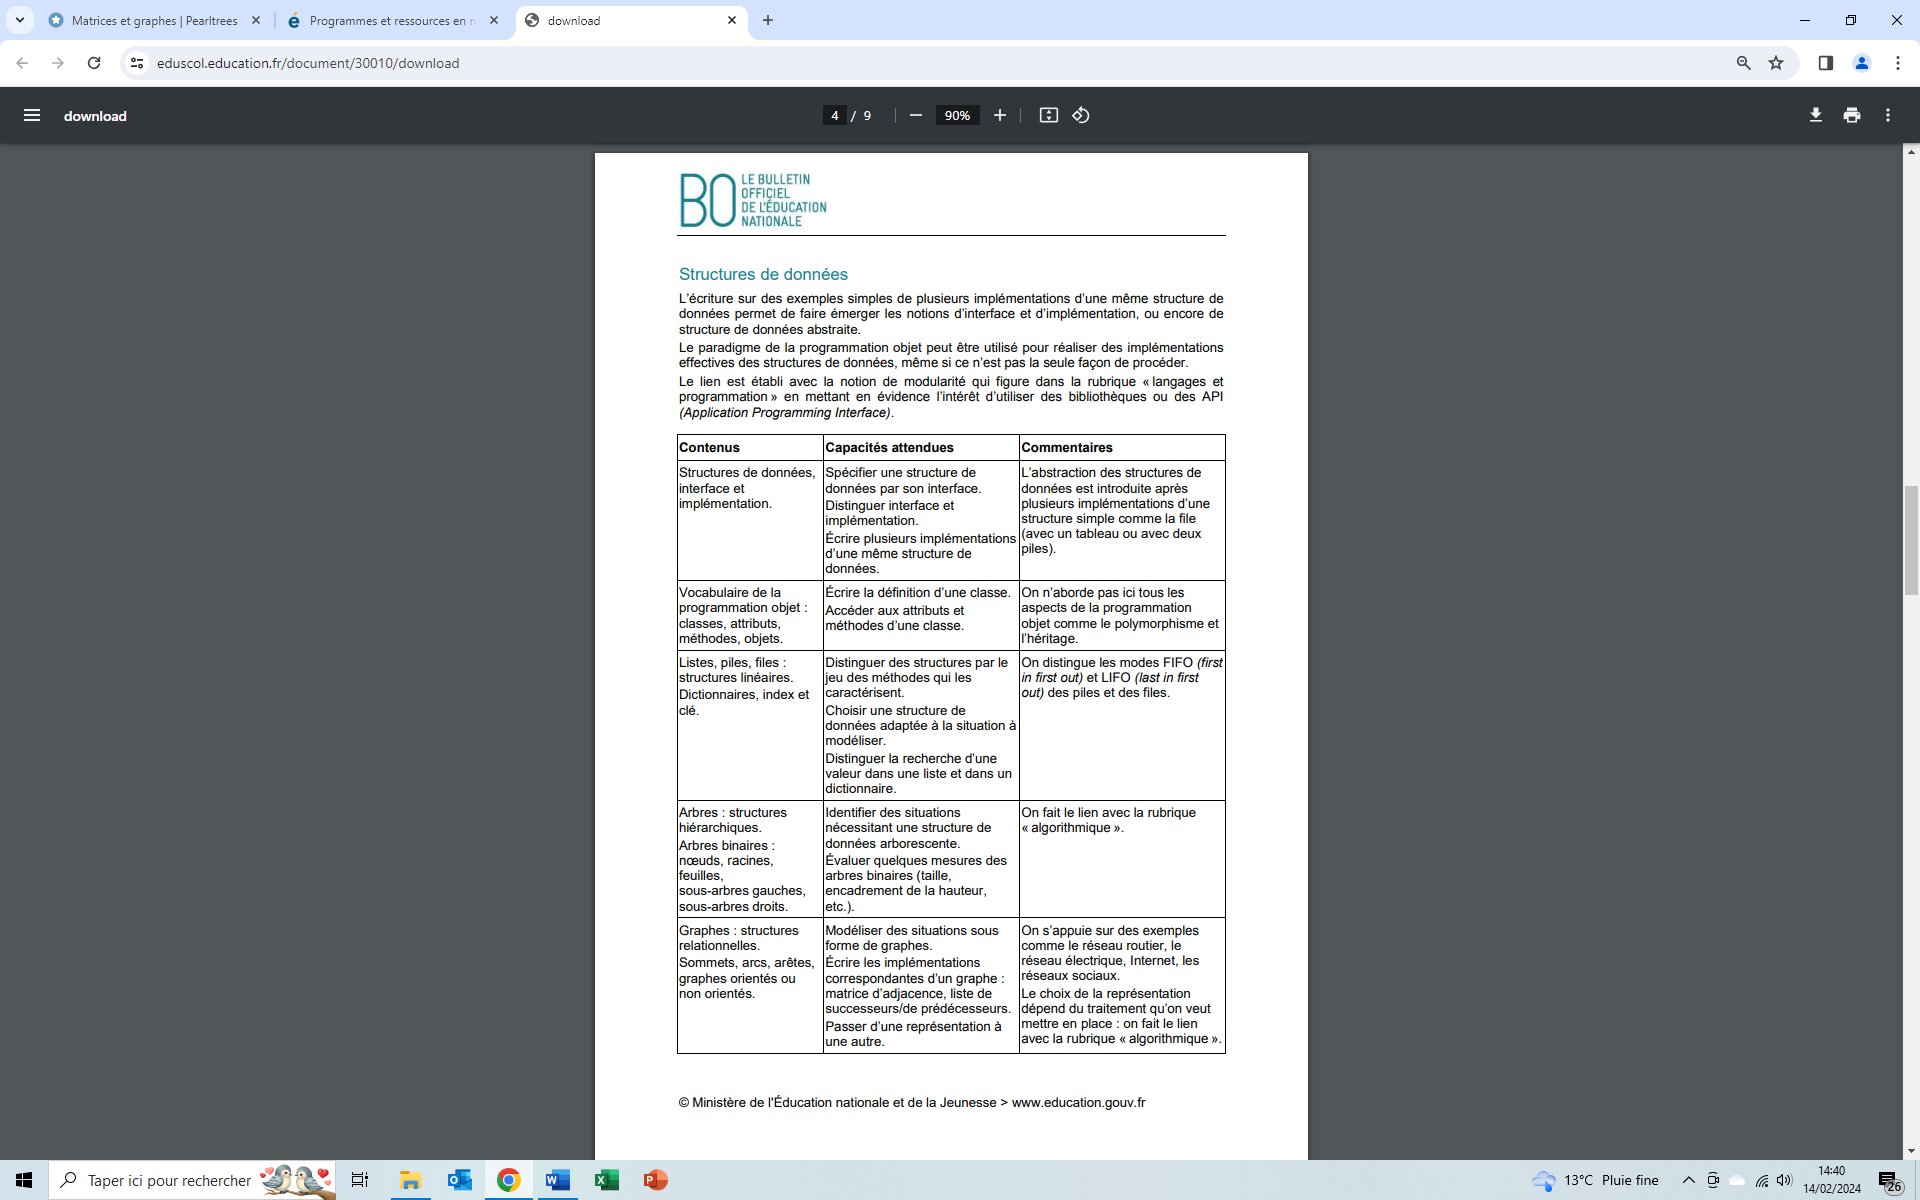 Matrices et graphes | Pearltrees
Programmes et ressources en n
download
eduscol.education.fr/document/30010/download
download
4 / 9
90%
BO
LE BULLETIN
OFFICIEL
DE L'ÉDUCATION
NATIONALE
Structures de données
L'écriture sur des exemples simples de plusieurs implémentations d'une même structure de
données permet de faire émerger les notions d'interface et d'implémentation, ou encore de
structure de données abstraite.
Le paradigme de la programmation objet peut être utilisé pour réaliser des implémentations
effectives des structures de données, même si ce n'est pas la seule façon de procéder.
Le lien est établi avec la notion de modularité qui figure dans la rubrique « langages et
programmation » en mettant en évidence l'intérêt d'utiliser des bibliothèques ou des API
(Application Programming Interface).
Contenus
Capacités attendues
Commentaires
Structures de données,
interface et
implémentation.
Spécifier une structure de
données par son interface.
Distinguer interface et
implémentation.
Écrire plusieurs implémentations
d'une même structure de
données.
L'abstraction des structures de
données est introduite après
plusieurs implémentations d'une
structure simple comme la file
(avec un tableau ou avec deux
piles).
Vocabulaire de la
programmation objet :
classes, attributs,
méthodes, objets.
Écrire la définition d'une classe.
Accéder aux attributs et
méthodes d'une classe.
On n'aborde pas ici tous les
aspects de la programmation
objet comme le polymorphisme et
l'héritage.
Listes, piles, files :
structures linéaires.
Dictionnaires, index et
clé.
Distinguer des structures par le
jeu des méthodes qui les
caractérisent.
Choisir une structure de
données adaptée à la situation à
modéliser.
Distinguer la recherche d'une
valeur dans une liste et dans un
dictionnaire.
On distingue les modes FIFO (first
in first out) et LIFO (last in first
out) des piles et des files.
Arbres : structures
hiérarchiques.
Arbres binaires :
nœuds, racines,
feuilles,
sous-arbres gauches,
sous-arbres droits.
Identifier des situations
nécessitant une structure de
données arborescente.
Évaluer quelques mesures des
arbres binaires (taille,
encadrement de la hauteur,
etc.).
On fait le lien avec la rubrique
« algorithmique ».
Graphes : structures
relationnelles.
Sommets, arcs, arêtes,
graphes orientés ou
non orientés.
Modéliser des situations sous
forme de graphes.
Écrire les implémentations
correspondantes d'un graphe :
matrice d'adjacence, liste de
successeurs/de prédécesseurs.
Passer d'une représentation à
une autre.
On s'appuie sur des exemples
comme le réseau routier, le
réseau électrique, Internet, les
réseaux sociaux.
Le choix de la représentation
dépend du traitement qu'on veut
mettre en place : on fait le lien
avec la rubrique « algorithmique ».
© Ministère de l'Éducation nationale et de la Jeunesse > www.education.gouv.fr
Taper ici pour rechercher
13°C Pluie fine
14:40
14/02/2024
26